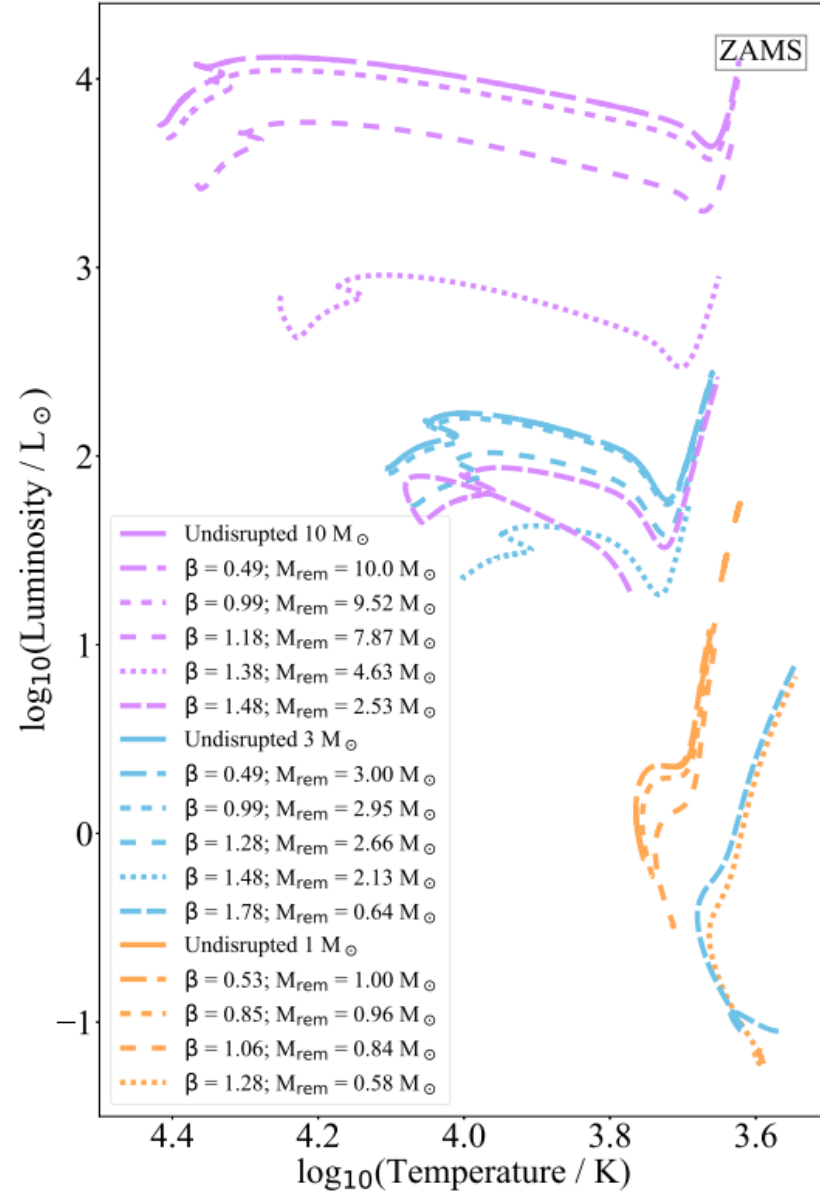 ZAMS
4
3
2
1
0
−1
log₁₀(Luminosity / L☉)
Undisrupted 10 M☉
β = 0.49; Mrem = 10.0 M☉
β = 0.99; Mrem = 9.52 M☉
β = 1.18; Mrem = 7.87 M☉
β = 1.38; Mrem = 4.63 M☉
β = 1.48; Mrem = 2.53 M☉
Undisrupted 3 M☉
β = 0.49; Mrem = 3.00 M☉
β = 0.99; Mrem = 2.95 M☉
β = 1.28; Mrem = 2.66 M☉
β = 1.48; Mrem = 2.13 M☉
β = 1.78; Mrem = 0.64 M☉
Undisrupted 1 M☉
β = 0.53; Mrem = 1.00 M☉
β = 0.85; Mrem = 0.96 M☉
β = 1.06; Mrem = 0.84 M☉
β = 1.28; Mrem = 0.58 M☉
4.4 4.2 4.0 3.8 3.6
log₁₀(Temperature / K)